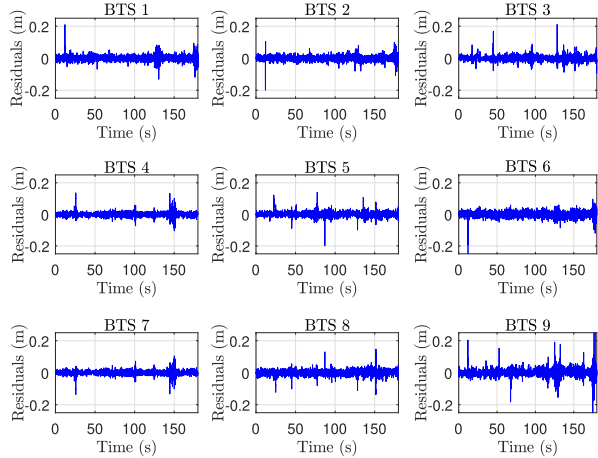 BTS 1 BTS 2 BTS 3
0.2 0.2 0.2
0 0 0
-0.2 -0.2 -0.2
Residuals (m) Residuals (m) Residuals (m)
0 50 100 150 0 50 100 150 0 50 100 150
Time (s) Time (s) Time (s)
BTS 4 BTS 5 BTS 6
0.2 0.2 0.2
0 0 0
-0.2 -0.2 -0.2
Residuals (m) Residuals (m) Residuals (m)
0 50 100 150 0 50 100 150 0 50 100 150
Time (s) Time (s) Time (s)
BTS 7 BTS 8 BTS 9
0.2 0.2 0.2
0 0 0
-0.2 -0.2 -0.2
Residuals (m) Residuals (m) Residuals (m)
0 50 100 150 0 50 100 150 0 50 100 150
Time (s) Time (s) Time (s)